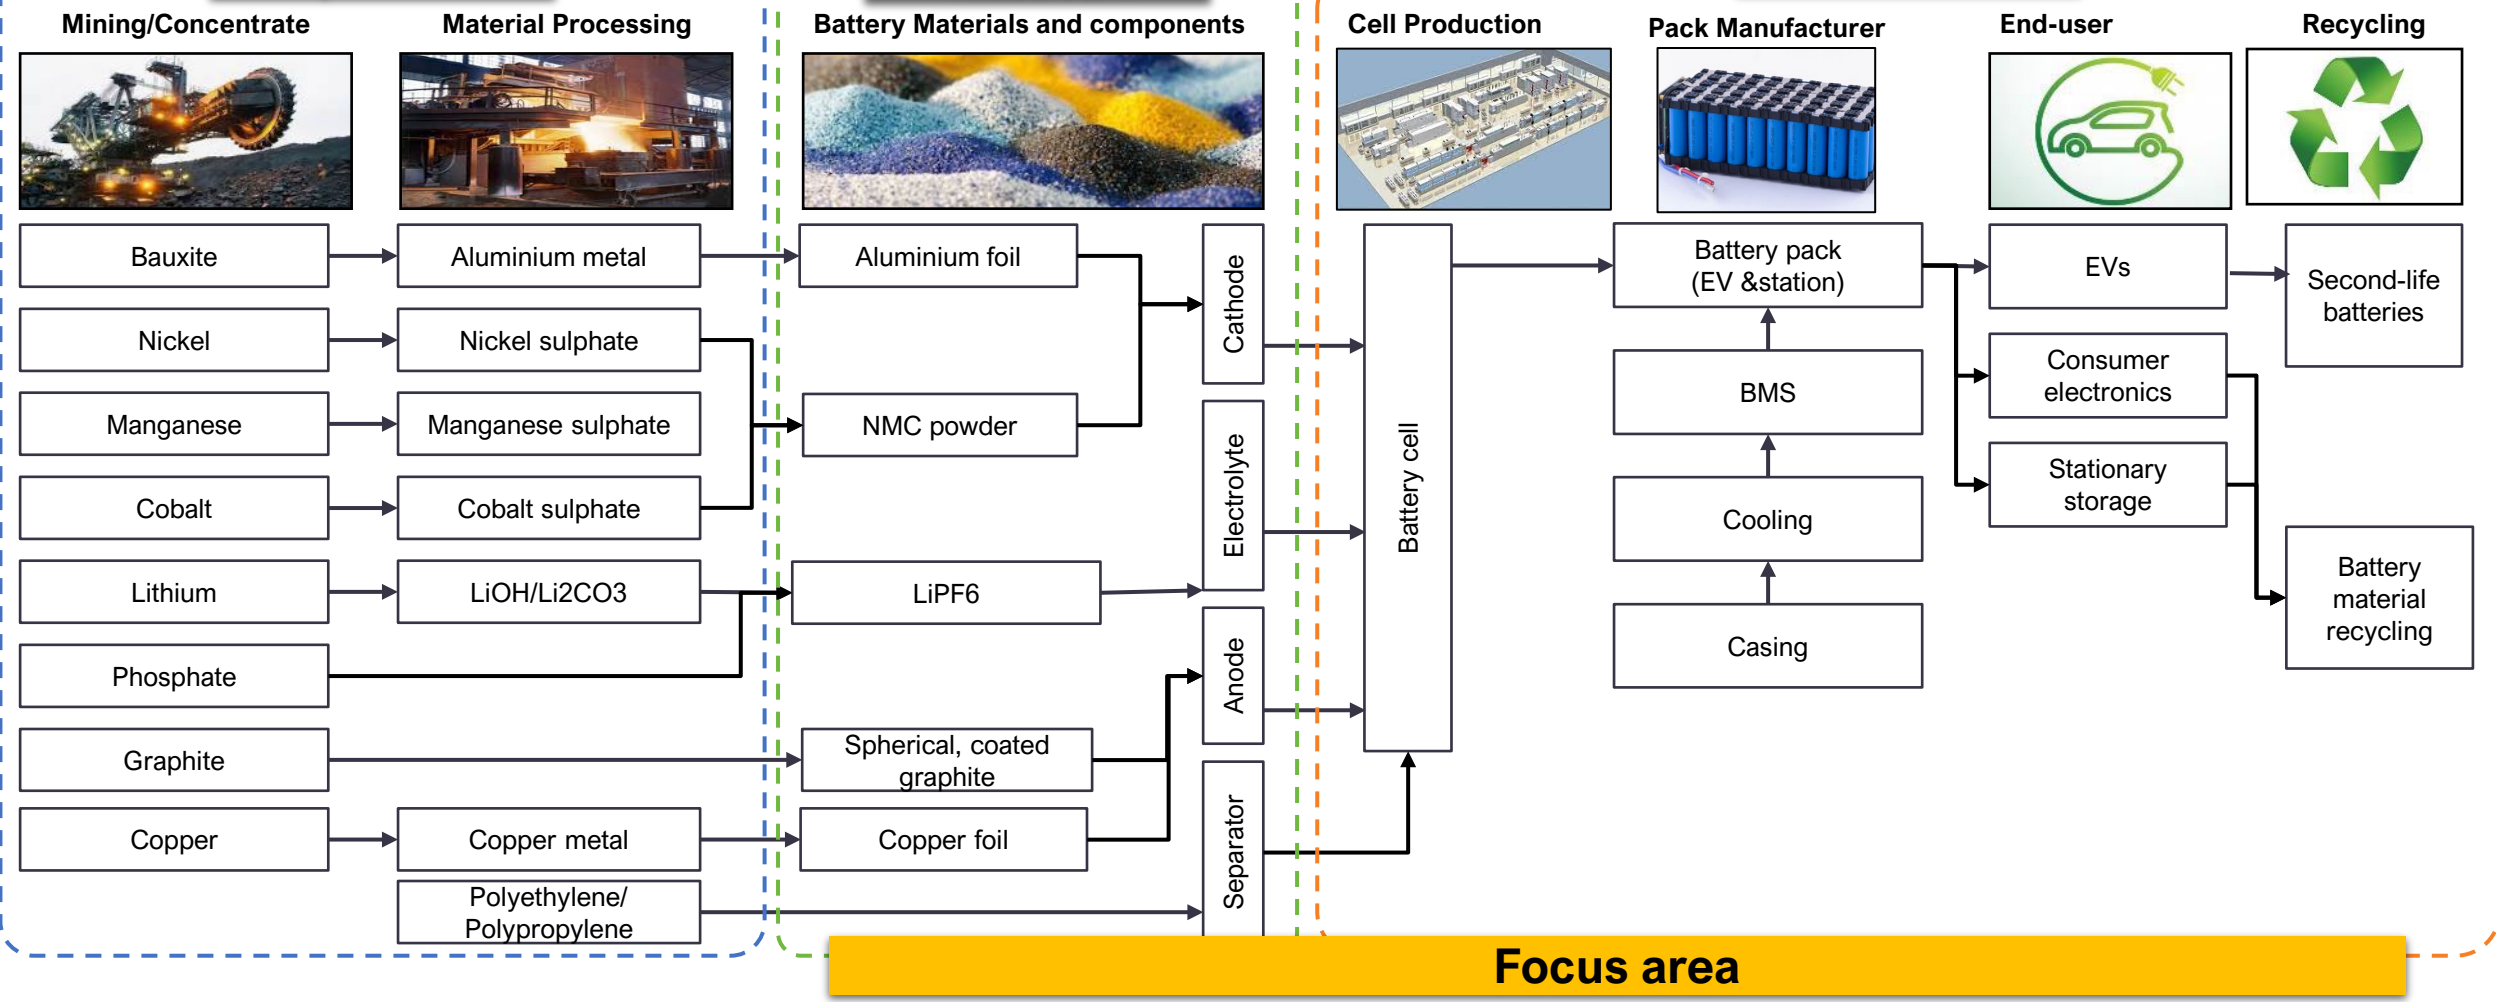 Mining/Concentrate
Material Processing
Battery Materials and components
Cell Production
Pack Manufacturer
End-user
Recycling
Bauxite
Aluminium metal
Aluminium foil
Nickel
Nickel sulphate
Manganese
Manganese sulphate
NMC powder
Cobalt
Cobalt sulphate
Lithium
LiOH/Li2CO3
LiPF6
Phosphate
Graphite
Spherical, coated
graphite
Copper
Copper metal
Copper foil
Polyethylene/
Polypropylene
Cathode
Electrolyte
Anode
Separator
Battery cell
Battery pack
(EV &station)
BMS
Cooling
Casing
EVs
Consumer
electronics
Stationary
storage
Second-life
batteries
Battery
material
recycling
Focus area